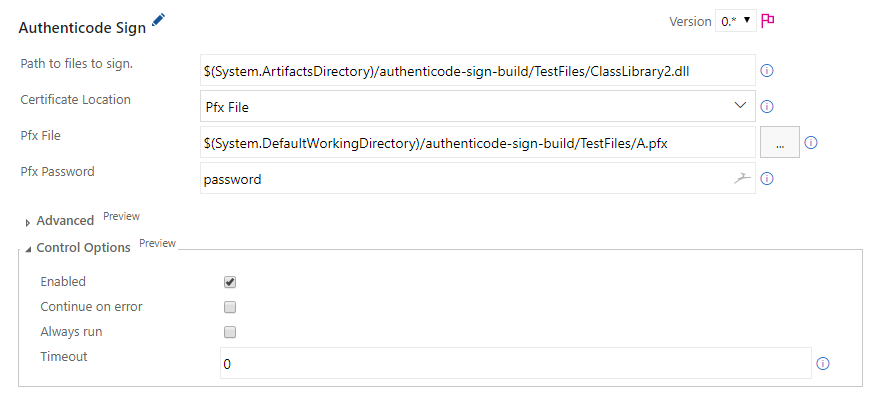 Authenticode Sign
Version 0.*
Path to files to sign. $(System.ArtifactsDirectory)/authenticode-sign-build/TestFiles/ClassLibrary2.dll
Certificate Location Pfx File
Pfx File $(System.DefaultWorkingDirectory)/authenticode-sign-build/TestFiles/A.pfx ...
Pfx Password password
Advanced Preview
Control Options Preview
Enabled
Continue on error
Always run
Timeout 0